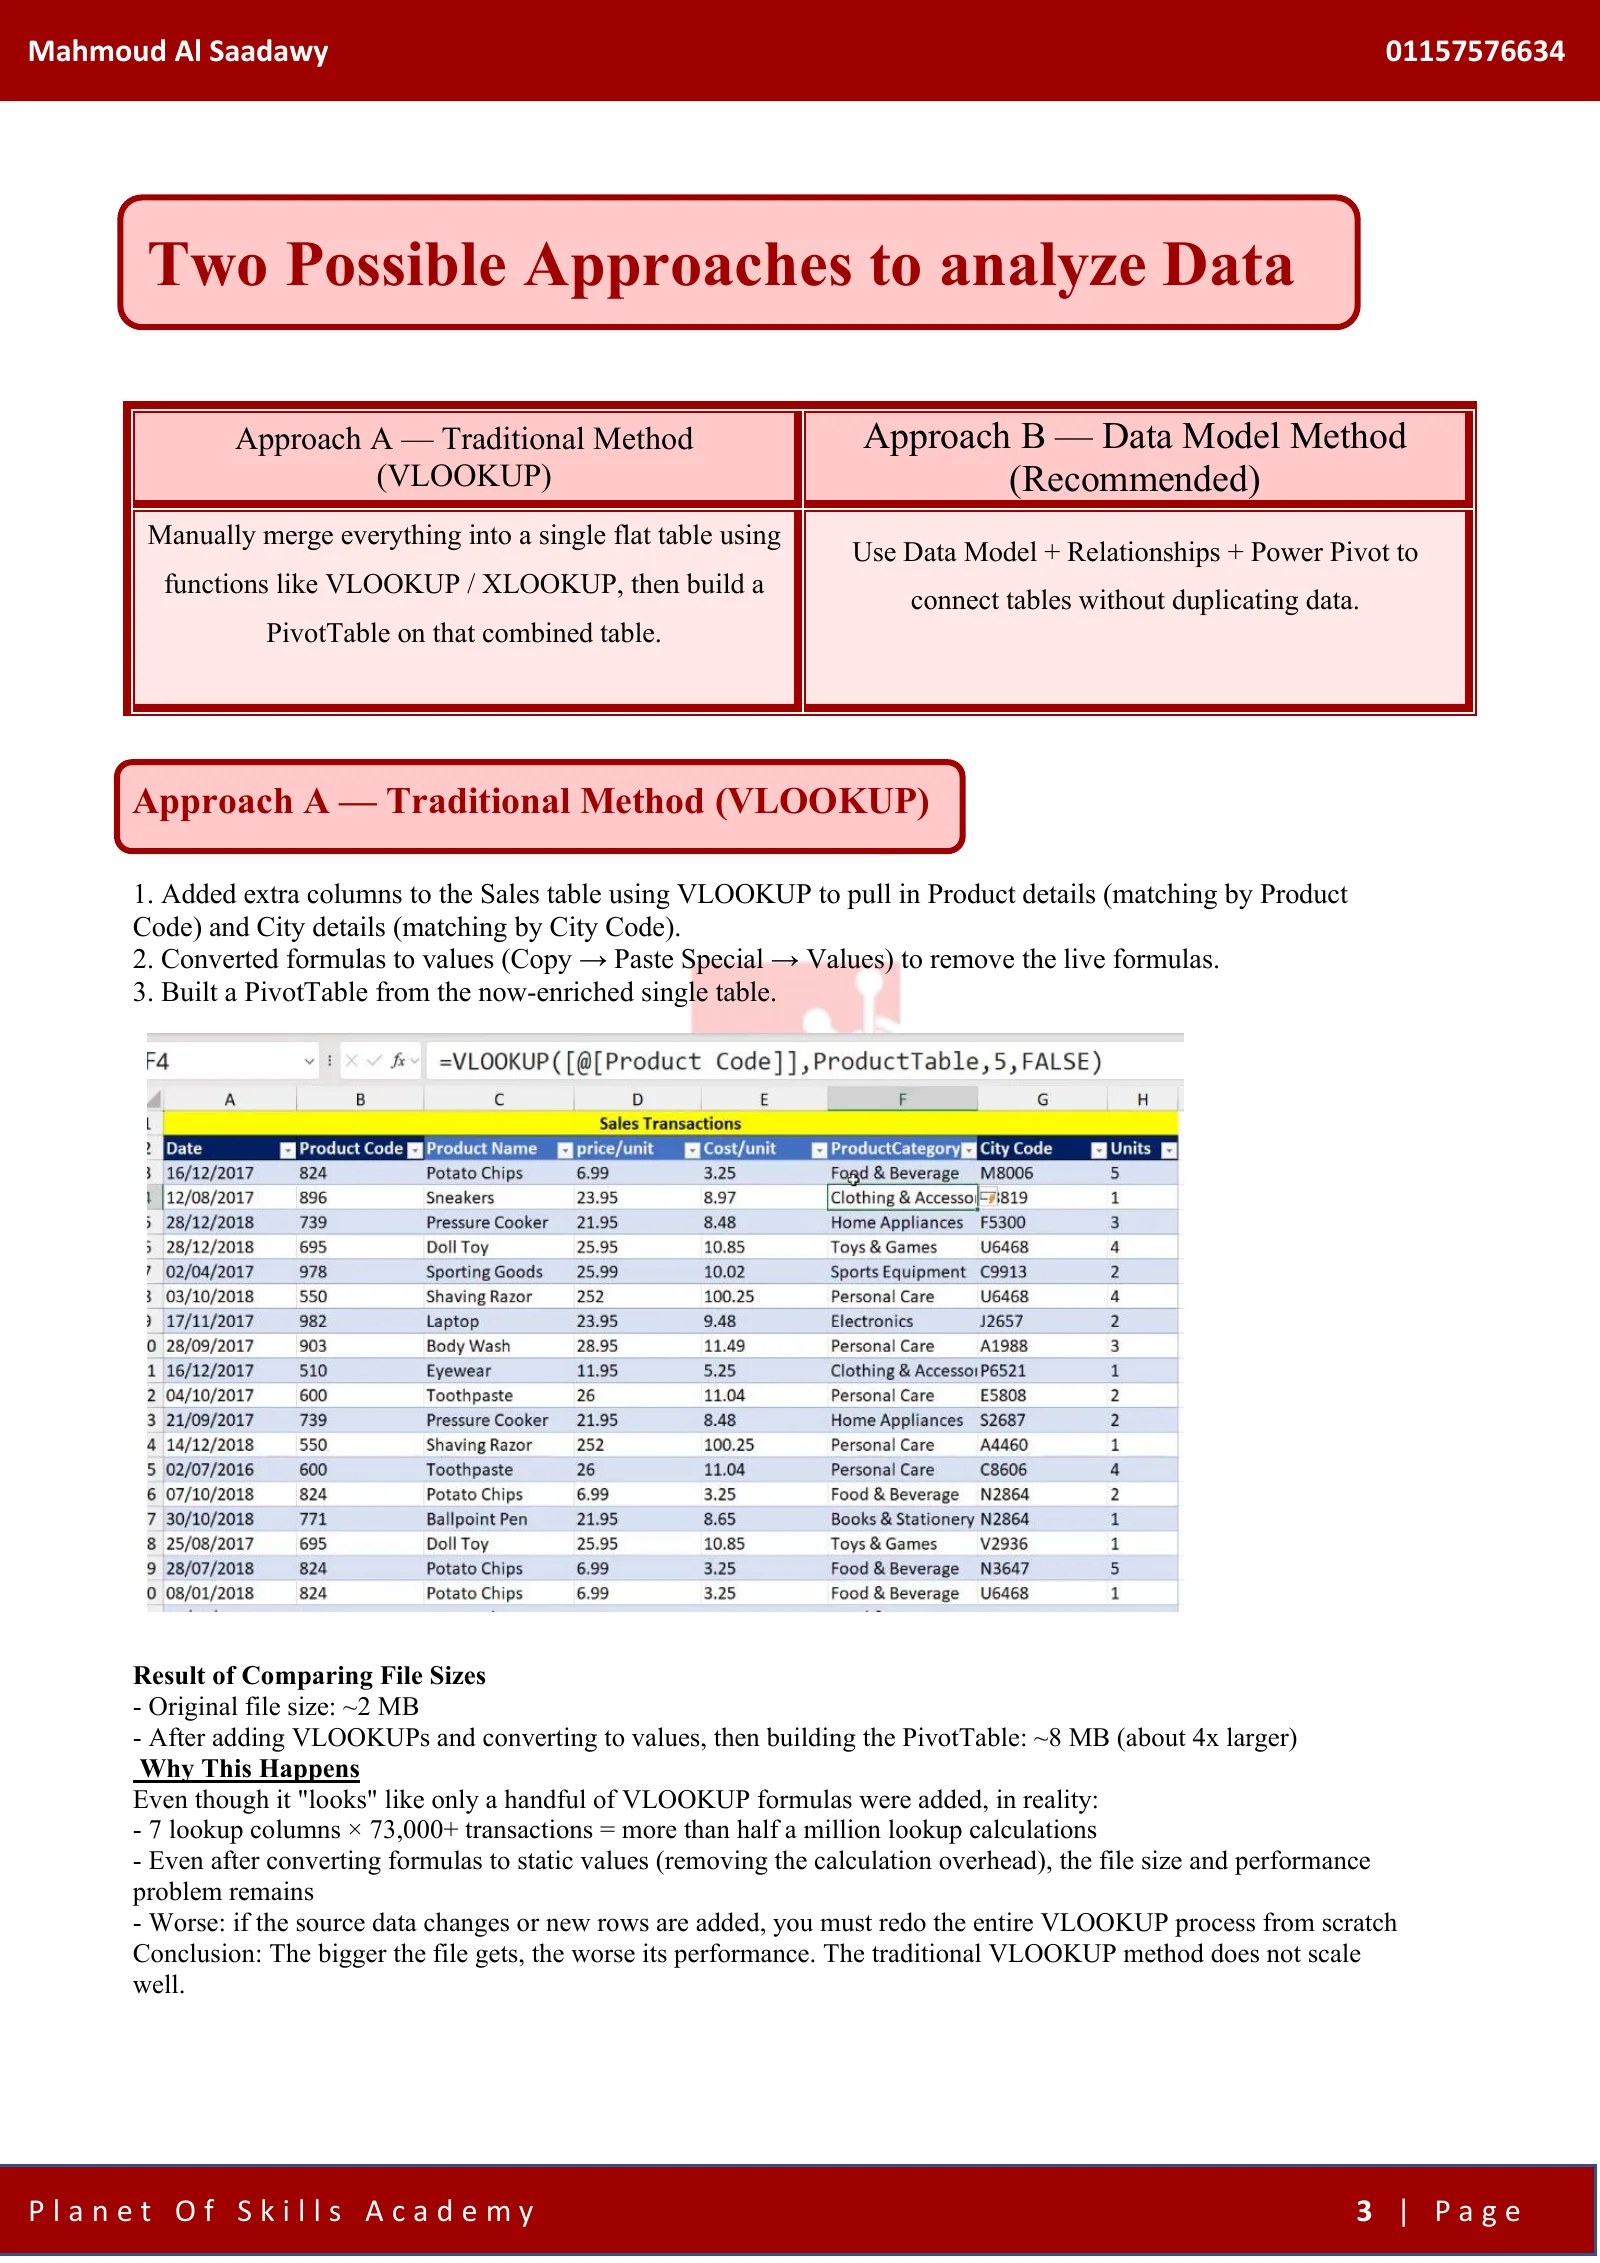 Mahmoud Al Saadawy 01157576634
Two Possible Approaches to analyze Data
Approach A — Traditional Method
(VLOOKUP)
Approach B — Data Model Method
(Recommended)
Manually merge everything into a single flat table using
functions like VLOOKUP / XLOOKUP, then build a
PivotTable on that combined table.
Use Data Model + Relationships + Power Pivot to
connect tables without duplicating data.
Approach A — Traditional Method (VLOOKUP)
1. Added extra columns to the Sales table using VLOOKUP to pull in Product details (matching by Product
Code) and City details (matching by City Code).
2. Converted formulas to values (Copy → Paste Special → Values) to remove the live formulas.
3. Built a PivotTable from the now-enriched single table.
F4 fx =VLOOKUP([@[Product Code]],ProductTable,5,FALSE)
A B C D E F G H
Sales Transactions
Date Product Code Product Name price/unit Cost/unit ProductCategory City Code Units
16/12/2017 824 Potato Chips 6.99 3.25 Food & Beverage M8006 5
12/08/2017 896 Sneakers 23.95 8.97 Clothing & Accessor 819 1
28/12/2018 739 Pressure Cooker 21.95 8.48 Home Appliances F5300 3
28/12/2018 695 Doll Toy 25.95 10.85 Toys & Games U6468 4
02/04/2017 978 Sporting Goods 25.99 10.02 Sports Equipment C9913 2
03/10/2018 550 Shaving Razor 252 100.25 Personal Care U6468 4
17/11/2017 982 Laptop 23.95 9.48 Electronics J2657 2
0 28/09/2017 903 Body Wash 28.95 11.49 Personal Care A1988 3
1 16/12/2017 510 Eyewear 11.95 5.25 Clothing & Accessor P6521 1
2 04/10/2017 600 Toothpaste 26 11.04 Personal Care E5808 2
3 21/09/2017 739 Pressure Cooker 21.95 8.48 Home Appliances S2687 2
4 14/12/2018 550 Shaving Razor 252 100.25 Personal Care A4460 1
5 02/07/2016 600 Toothpaste 26 11.04 Personal Care C8606 4
6 07/10/2018 824 Potato Chips 6.99 3.25 Food & Beverage N2864 2
7 30/10/2018 771 Ballpoint Pen 21.95 8.65 Books & Stationery N2864 1
8 25/08/2017 695 Doll Toy 25.95 10.85 Toys & Games V2936 1
9 28/07/2018 824 Potato Chips 6.99 3.25 Food & Beverage N3647 5
0 08/01/2018 824 Potato Chips 6.99 3.25 Food & Beverage U6468 1
Result of Comparing File Sizes
- Original file size: ~2 MB
- After adding VLOOKUPs and converting to values, then building the PivotTable: ~8 MB (about 4x larger)
Why This Happens
Even though it "looks" like only a handful of VLOOKUP formulas were added, in reality:
- 7 lookup columns × 73,000+ transactions = more than half a million lookup calculations
- Even after converting formulas to static values (removing the calculation overhead), the file size and performance
problem remains
- Worse: if the source data changes or new rows are added, you must redo the entire VLOOKUP process from scratch
Conclusion: The bigger the file gets, the worse its performance. The traditional VLOOKUP method does not scale
well.
Planet Of Skills Academy 3 | Page